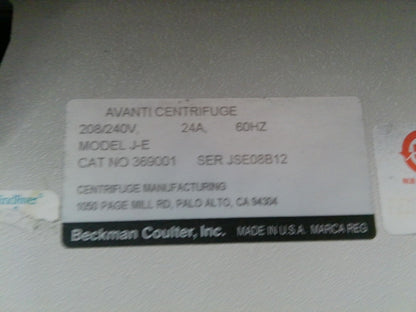 AVANTI CENTRIFUGE
208/240V, 24A, 60HZ
MODEL J-E
CAT NO 369001 SER JSE08B12
CENTRIFUGE MANUFACTURING
1050 PAGE MILL RD, PALO ALTO, CA 94304
Beckman Coulter, Inc. MADE IN U.S.A. MARCA REG